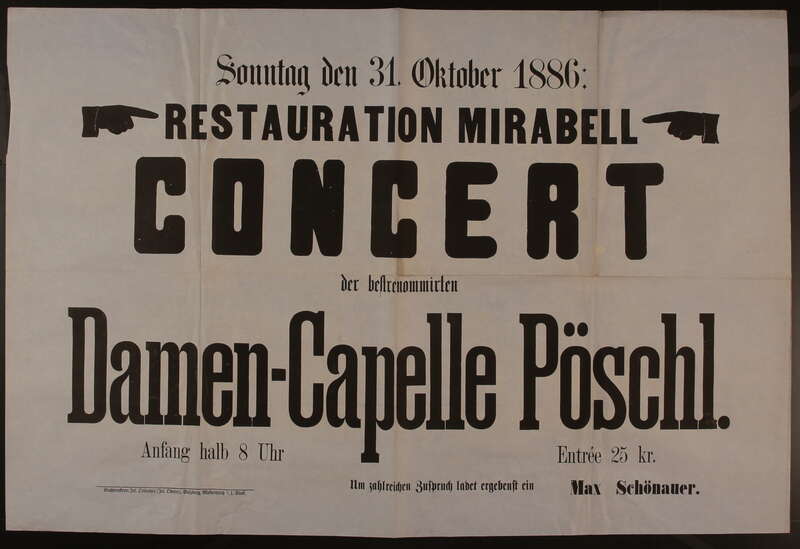 Sonntag den 31. Oktober 1886:
RESTAURATION MIRABELL
CONCERT
der bestrenommirten
Damen-Capelle Pöschl.
Anfang halb 8 Uhr
Entrée 25 kr.
Um zahlreichen Zuspruch ladet ergebenst ein
Max Schönauer.